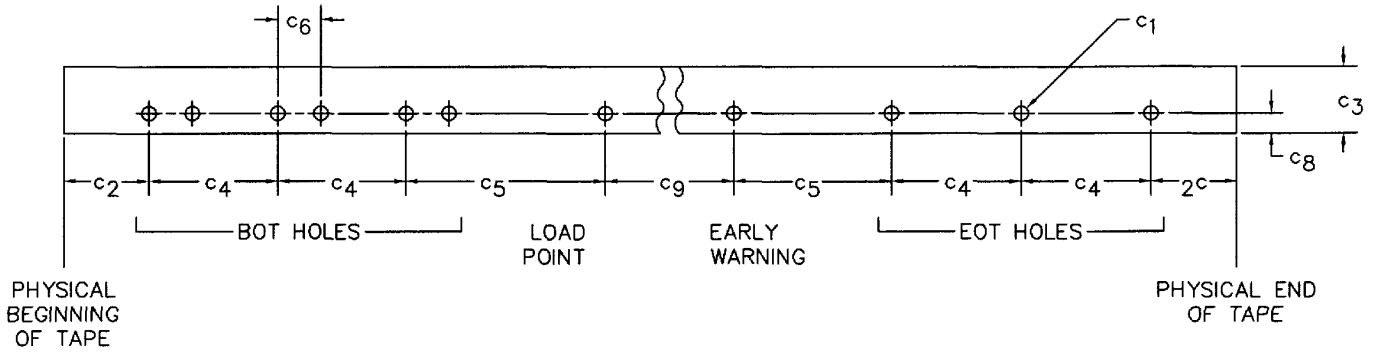 c6
c1
c3
c8
c2 c4 c4 c5 c9 c5 c4 c4 2c
BOT HOLES LOAD POINT EARLY WARNING EOT HOLES
PHYSICAL BEGINNING OF TAPE
PHYSICAL END OF TAPE